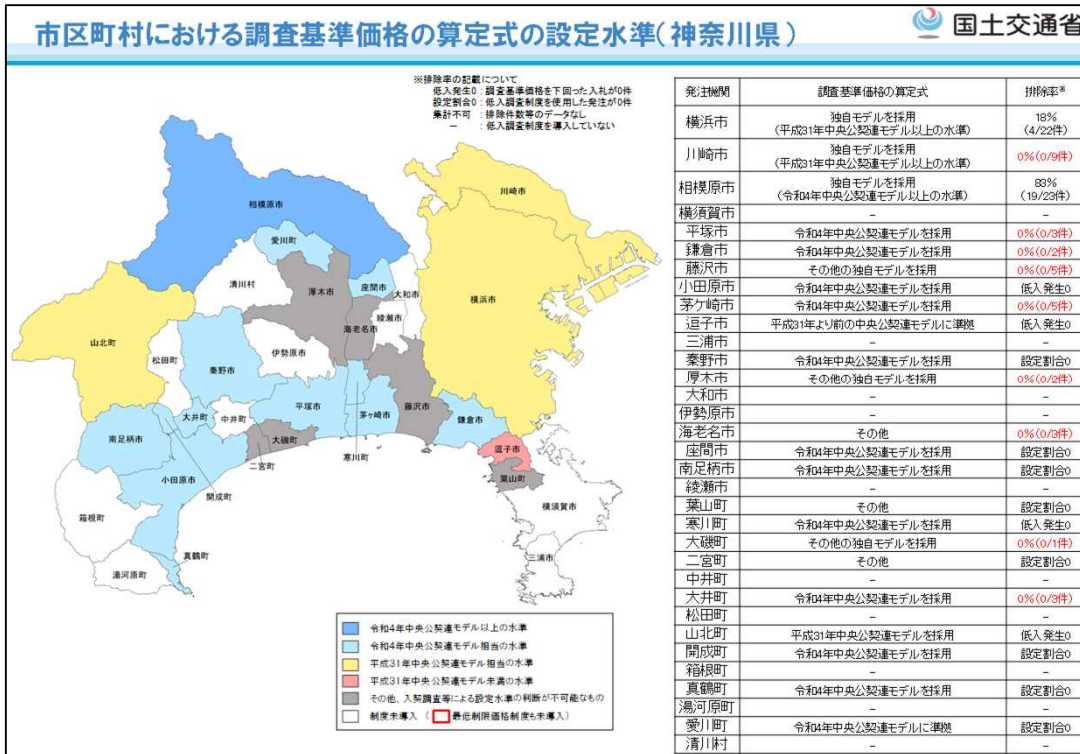 市区町村における調査基準価格の算定式の設定水準(神奈川県)
国土交通省
※排除率の記載について
低入発生0：調査基準価格を下回った入札が0件
設定割合0：低入調査制度を使用した発注が0件
集計不可：排除件数等のデータなし
－：低入調査制度を導入していない
川崎市
相模原市
愛川町
清川村
厚木市
座間市
大和市
横浜市
海老名市
綾瀬市
山北町
松田町
秦野市
伊勢原市
大井町
中井町
平塚市
茅ヶ崎市
藤沢市
鎌倉市
南足柄市
大磯町
逗子市
二宮町
寒川町
葉山町
小田原市
開成町
横須賀市
箱根町
真鶴町
三浦市
湯河原町
令和4年中央公契連モデル以上の水準
令和4年中央公契連モデル相当の水準
平成31年中央公契連モデル相当の水準
平成31年中央公契連モデル未満の水準
その他、入契調査等による設定水準の判断が不可能なもの
制度未導入（ 最低制限価格制度も未導入）
発注機関 調査基準価格の算定式 排除率※
横浜市 独自モデルを採用 18%
(平成31年中央公契連モデル以上の水準) (4/22件)
川崎市 独自モデルを採用 0%(0/9件)
(平成31年中央公契連モデル以上の水準)
相模原市 独自モデルを採用 83%
(令和4年中央公契連モデル以上の水準) (19/23件)
横須賀市 － －
平塚市 令和4年中央公契連モデルを採用 0%(0/3件)
鎌倉市 令和4年中央公契連モデルを採用 0%(0/2件)
藤沢市 その他の独自モデルを採用 0%(0/5件)
小田原市 令和4年中央公契連モデルを採用 低入発生0
茅ケ崎市 令和4年中央公契連モデルを採用 0%(0/5件)
逗子市 平成31年より前の中央公契連モデルに準拠 低入発生0
三浦市 － －
秦野市 令和4年中央公契連モデルを採用 設定割合0
厚木市 その他の独自モデルを採用 0%(0/2件)
大和市 － －
伊勢原市 － －
海老名市 その他 0%(0/3件)
座間市 令和4年中央公契連モデルを採用 設定割合0
南足柄市 令和4年中央公契連モデルを採用 設定割合0
綾瀬市 － －
葉山町 その他 設定割合0
寒川町 令和4年中央公契連モデルを採用 低入発生0
大磯町 その他の独自モデルを採用 0%(0/1件)
二宮町 その他 設定割合0
中井町 － －
大井町 令和4年中央公契連モデルを採用 0%(0/3件)
松田町 － －
山北町 平成31年中央公契連モデルを採用 低入発生0
開成町 令和4年中央公契連モデルを採用 設定割合0
箱根町 － －
真鶴町 令和4年中央公契連モデルを採用 設定割合0
湯河原町 － －
愛川町 令和4年中央公契連モデルに準拠 設定割合0
清川村 － －